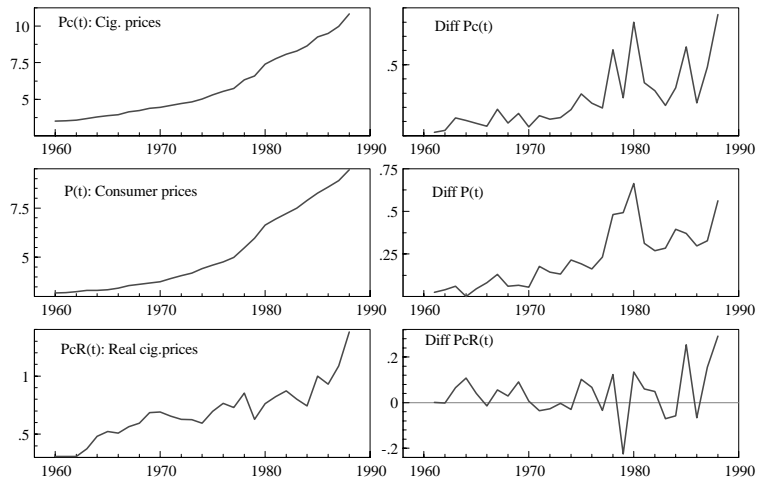 Pc(t): Cig. prices
10
7.5
5
1960 1970 1980 1990
Diff Pc(t)
.5
1960 1970 1980 1990
P(t): Consumer prices
7.5
5
1960 1970 1980 1990
Diff P(t)
.75
.5
.25
1960 1970 1980 1990
PcR(t): Real cig.prices
1
.5
1960 1970 1980 1990
Diff PcR(t)
.2
0
-.2
1960 1970 1980 1990